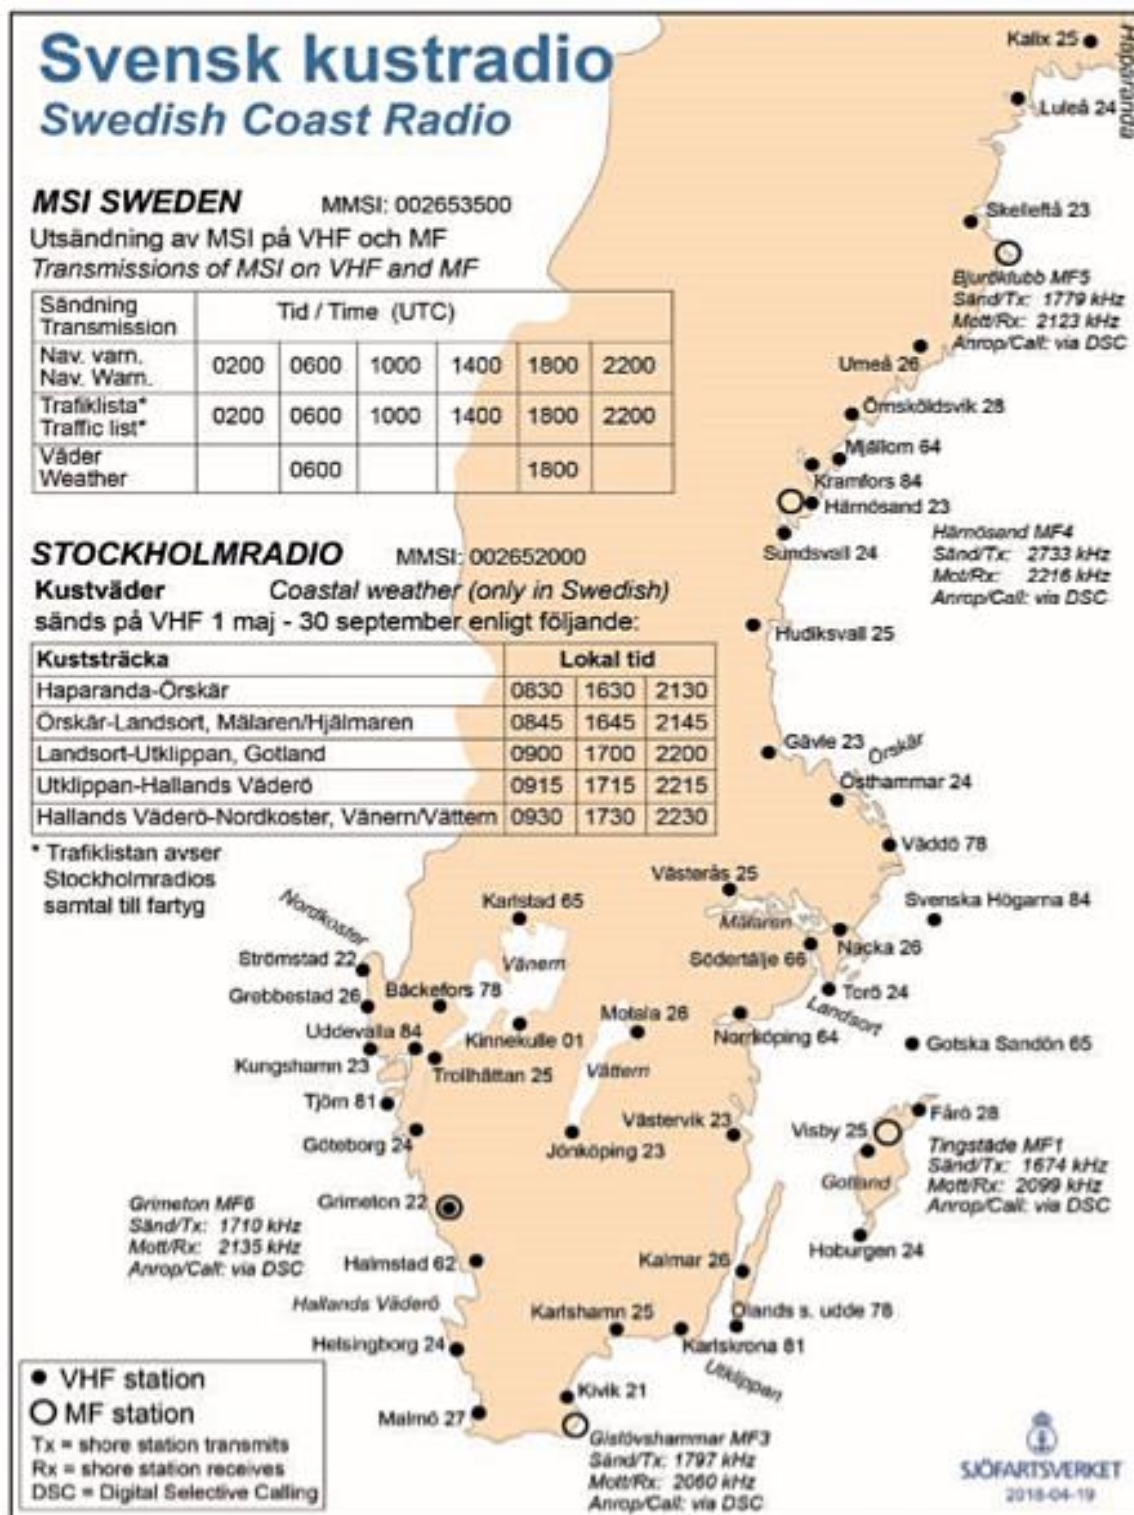 Svensk kustradio
Swedish Coast Radio
MSI SWEDEN MMSI: 002653500
Utsändning av MSI på VHF och MF
Transmissions of MSI on VHF and MF
Sändning Transmission Tid / Time (UTC)
Nav. varn. Nav. Warn. 0200 0600 1000 1400 1800 2200
Trafiklista* Traffic list* 0200 0600 1000 1400 1800 2200
Väder Weather 0600 1800
STOCKHOLMRADIO MMSI: 002652000
Kustväder Coastal weather (only in Swedish)
sänds på VHF 1 maj - 30 september enligt följande:
Kuststräcka Lokal tid
Haparanda-Örskär 0830 1630 2130
Örskär-Landsort, Mälaren/Hjälmaren 0845 1645 2145
Landsort-Utklippan, Gotland 0900 1700 2200
Utklippan-Hallands Väderö 0915 1715 2215
Hallands Väderö-Nordkoster, Vänern/Vättern 0930 1730 2230
* Trafiklistan avser
Stockholmradios
samtal till fartyg
Kalix 25
Haparanda
Luleå 24
Skelleftå 23
Bjuröklubb MF5
Sänd/Tx: 1779 kHz
Mott/Rx: 2123 kHz
Anrop/Call: via DSC
Umeå 26
Örnsköldsvik 28
Mjällom 64
Kramfors 84
Härnösand 23
Sundsvall 24
Härnösand MF4
Sänd/Tx: 2733 kHz
Mot/Rx: 2216 kHz
Anrop/Call: via DSC
Hudiksvall 25
Gävle 23
Örskär
Östhammar 24
Väddö 78
Västerås 25
Svenska Högarna 84
Mälaren
Nacka 26
Södertälje 66
Torö 24
Landsort
Norrköping 64
Gotska Sandön 65
Karlstad 65
Nordkoster
Strömstad 22
Vänern
Grebbestad 26
Bäckefors 78
Motala 26
Uddevalla 84
Kinnekulle 01
Kungshamn 23
Trollhättan 25
Vättern
Tjörn 81
Göteborg 24
Jönköping 23
Västervik 23
Visby 25
Fårö 28
Tingstäde MF1
Sänd/Tx: 1674 kHz
Mott/Rx: 2099 kHz
Anrop/Call: via DSC
Gotland
Hoburgen 24
Grimeton MF6
Sänd/Tx: 1710 kHz
Mott/Rx: 2135 kHz
Anrop/Call: via DSC
Grimeton 22
Halmstad 62
Kalmar 26
Hallands Väderö
Karlshamn 25
Ölands s. udde 78
Helsingborg 24
Karlskrona 81
Utklippan
Kivik 21
Malmö 27
Gislövshammar MF3
Sänd/Tx: 1797 kHz
Mott/Rx: 2060 kHz
Anrop/Call: via DSC
VHF station
MF station
Tx = shore station transmits
Rx = shore station receives
DSC = Digital Selective Calling
SJÖFARTSVERKET
2018-04-19